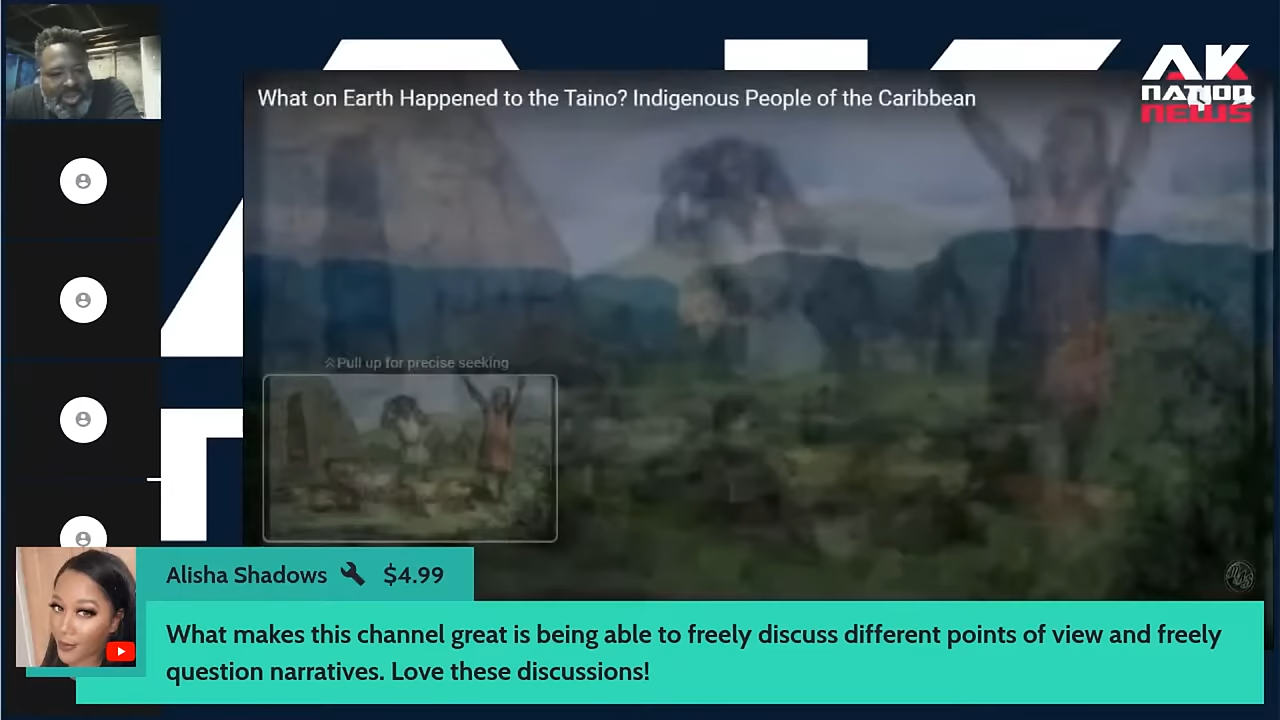 What on Earth Happened to the Taino? Indigenous People of the Caribbean
AK
NATION
NEWS
Pull up for precise seeking
Alisha Shadows $4.99
What makes this channel great is being able to freely discuss different points of view and freely
question narratives. Love these discussions!